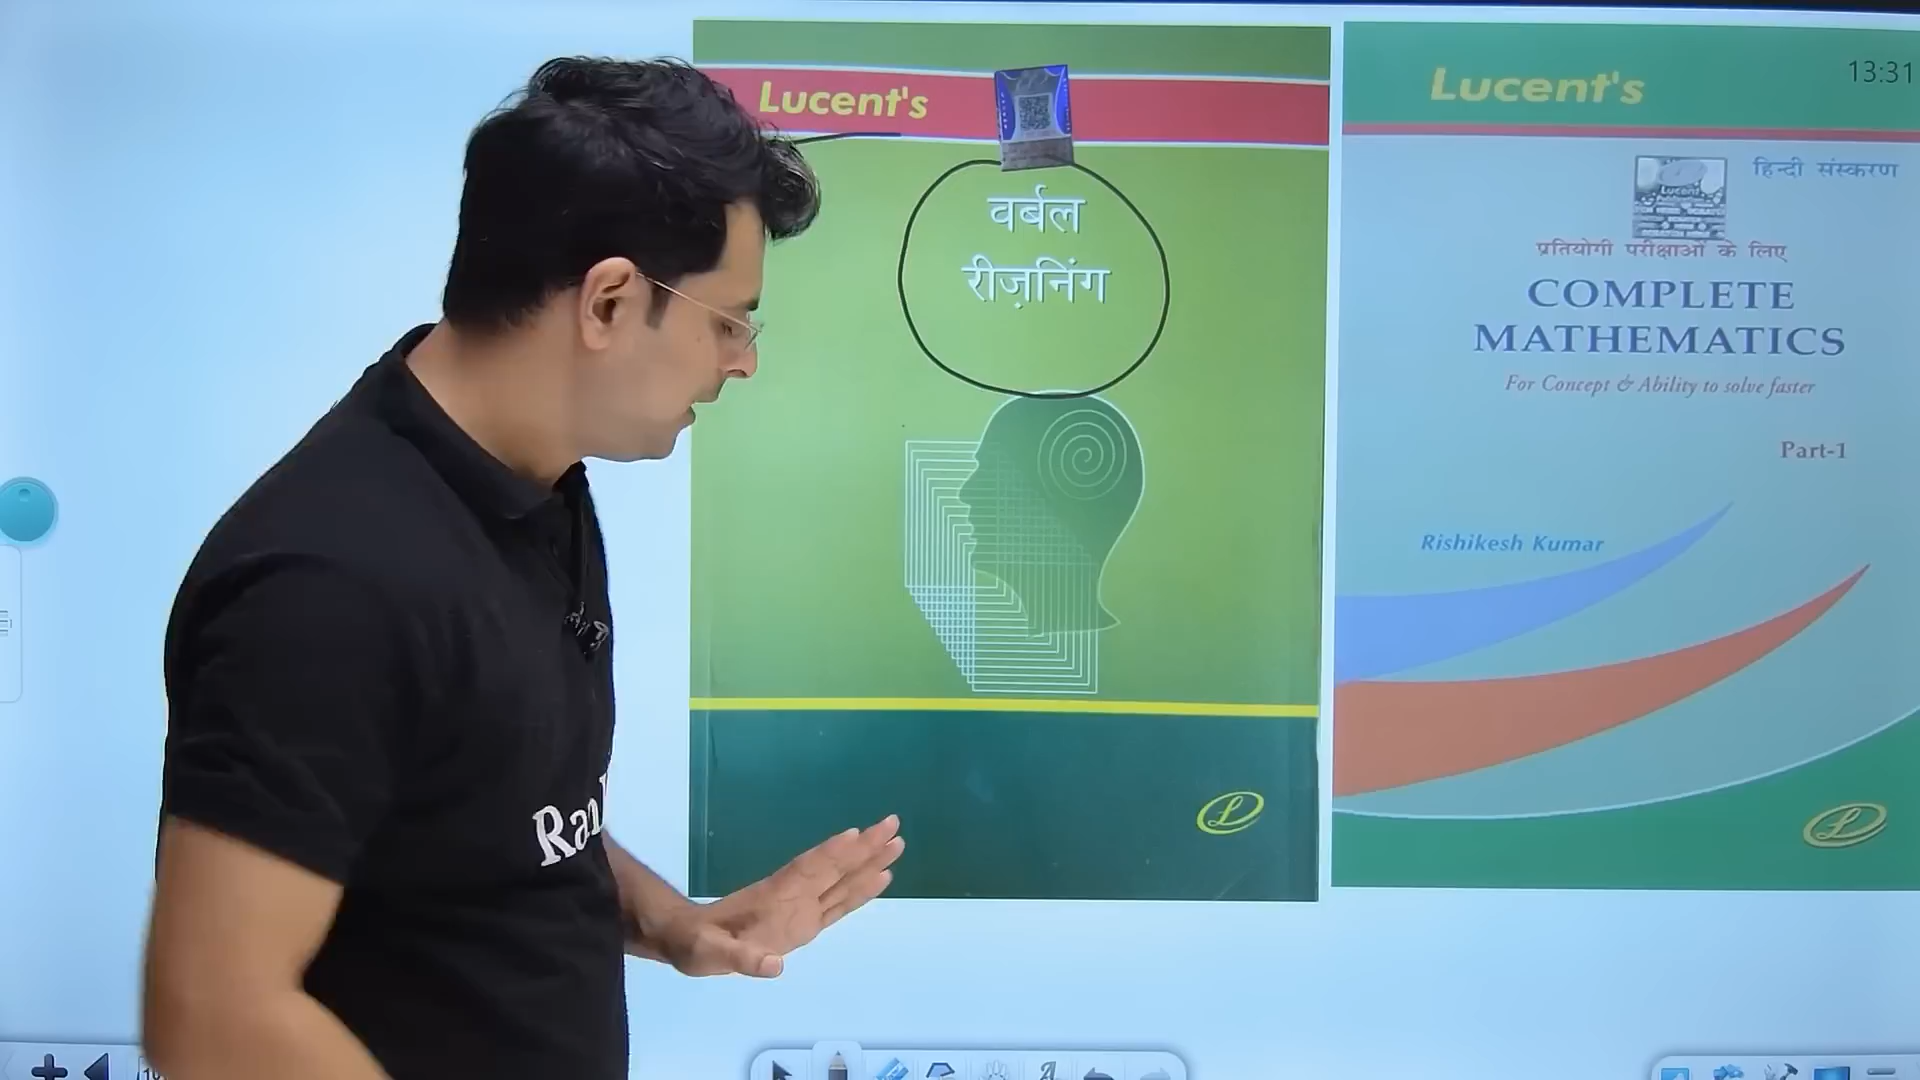 Lucent's
वर्बल
रीज़निंग
Lucent's
13:31
हिन्दी संस्करण
Lucent
प्रतियोगी परीक्षाओं के लिए
COMPLETE
MATHEMATICS
For Concept & Ability to solve faster
Part-1
Rishikesh Kumar